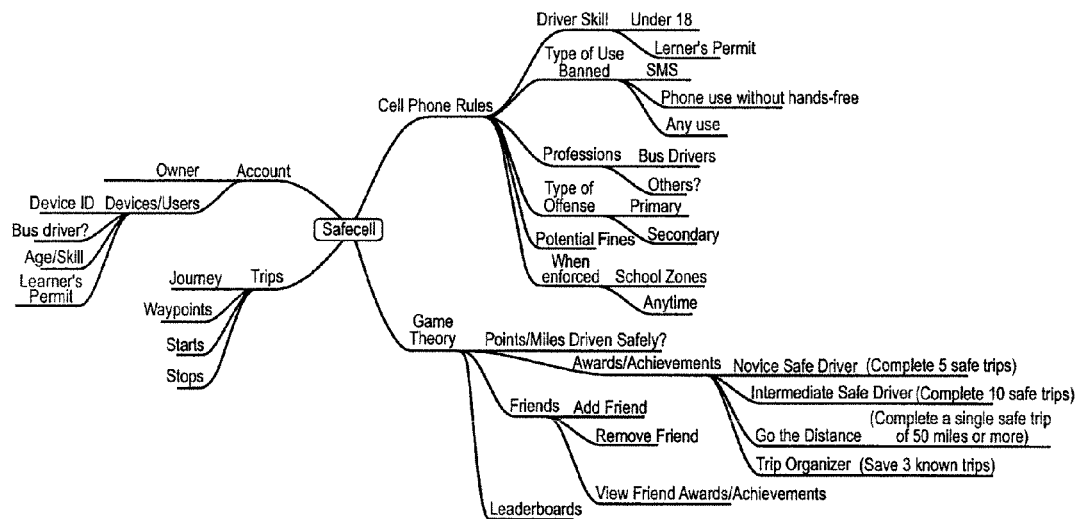 Driver Skill
Under 18
Lerner's Permit
Type of Use
Banned
SMS
Phone use without hands-free
Any use
Cell Phone Rules
Professions
Bus Drivers
Others?
Type of
Offense
Primary
Secondary
Potential Fines
When
enforced
School Zones
Anytime
Owner
Account
Device ID
Devices/Users
Bus driver?
Age/Skill
Learner's
Permit
Safecell
Journey
Trips
Waypoints
Starts
Stops
Game
Theory
Points/Miles Driven Safely?
Awards/Achievements
Novice Safe Driver (Complete 5 safe trips)
Intermediate Safe Driver (Complete 10 safe trips)
Go the Distance
(Complete a single safe trip
of 50 miles or more)
Trip Organizer (Save 3 known trips)
Friends
Add Friend
Remove Friend
View Friend Awards/Achievements
Leaderboards